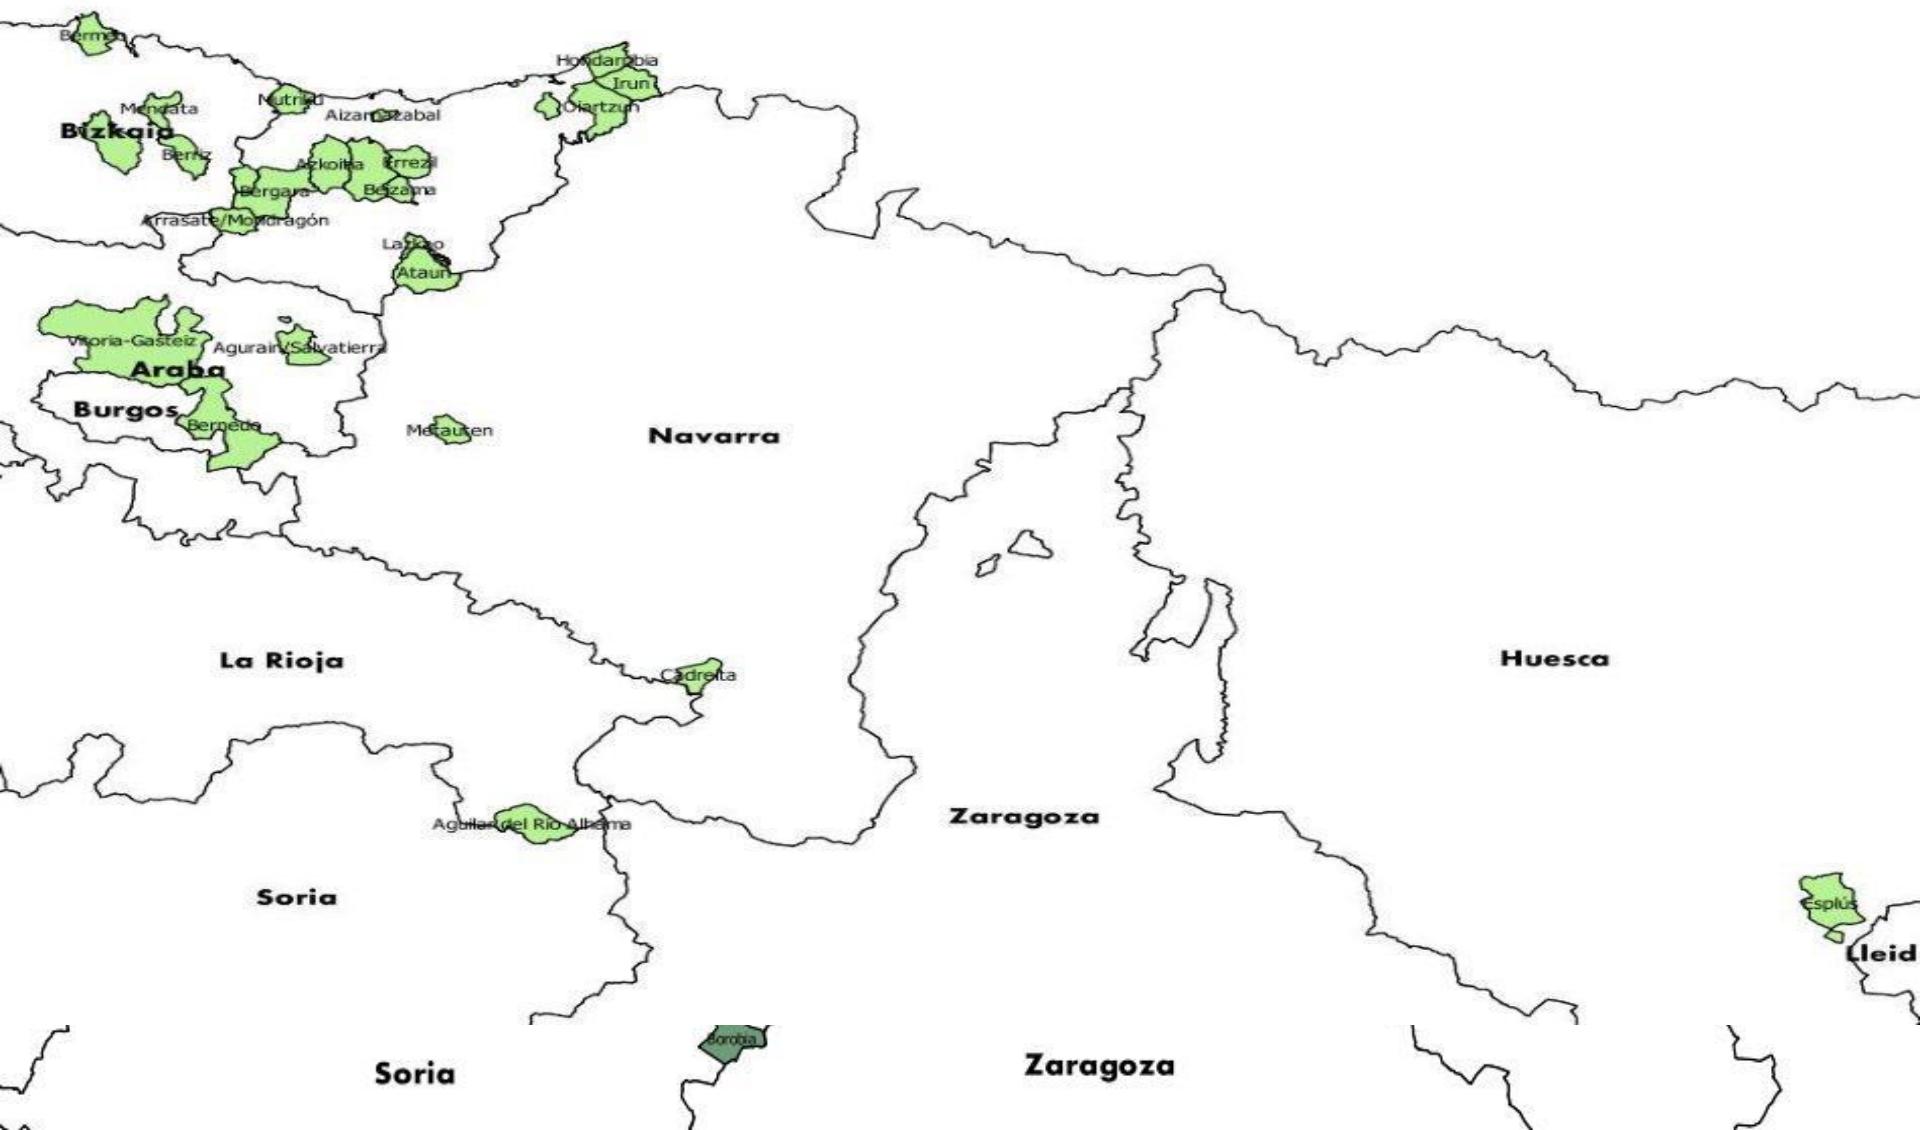 Bermeo
Hondarribia
Irun
Mutriku
Oiartzun
Mendata
Aizarnazabal
Bizkaia
Berriz
Azkoitia
Errezil
Bergara
Beizama
Arrasate/Mondragón
Lazkao
Ataun
Vitoria-Gasteiz
Agurain/Salvatierra
Araba
Burgos
Bernedo
Metauten
Navarra
La Rioja
Huesca
Cadreita
Zaragoza
Aguilar del Río Alhama
Soria
Esplús
Lleid
Borobia
Soria
Zaragoza